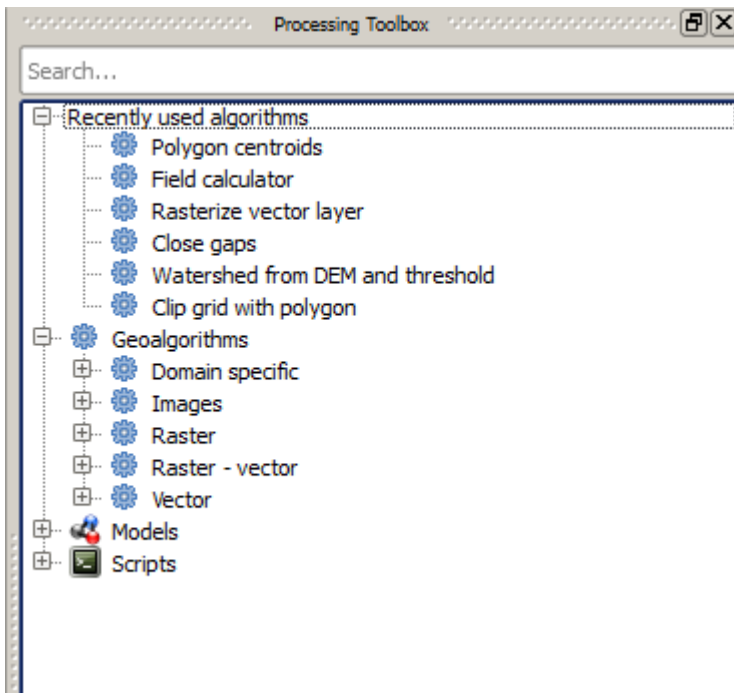 Processing Toolbox
Search...
Recently used algorithms
Polygon centroids
Field calculator
Rasterize vector layer
Close gaps
Watershed from DEM and threshold
Clip grid with polygon
Geoalgorithms
Domain specific
Images
Raster
Raster - vector
Vector
Models
Scripts